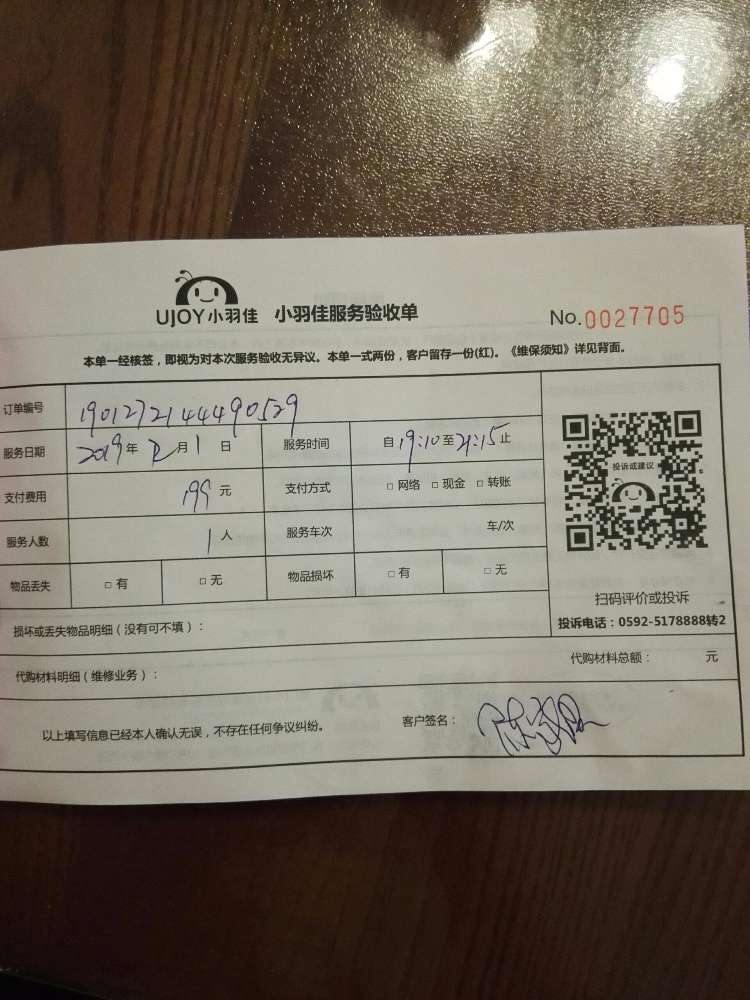 UJOY小羽佳 小羽佳服务验收单 No.0027705
本单一经核签，即视为对本次服务验收无异议。本单一式两份，客户留存一份(红)。《维保须知》详见背面。
订单编号 1901272144490529
服务日期 2019年2月1日 服务时间 自19:10至21:15止
支付费用 199元 支付方式 □网络 □现金 □转账
服务人数 1人 服务车次 车/次
物品丢失 □有 □无 物品损坏 □有 □无
投诉或建议
扫码评价或投诉
投诉电话：0592-5178888转2
损坏或丢失物品明细（没有可不填）：
代购材料明细（维修业务）： 代购材料总额： 元
以上填写信息已经本人确认无误，不存在任何争议纠纷。 客户签名：